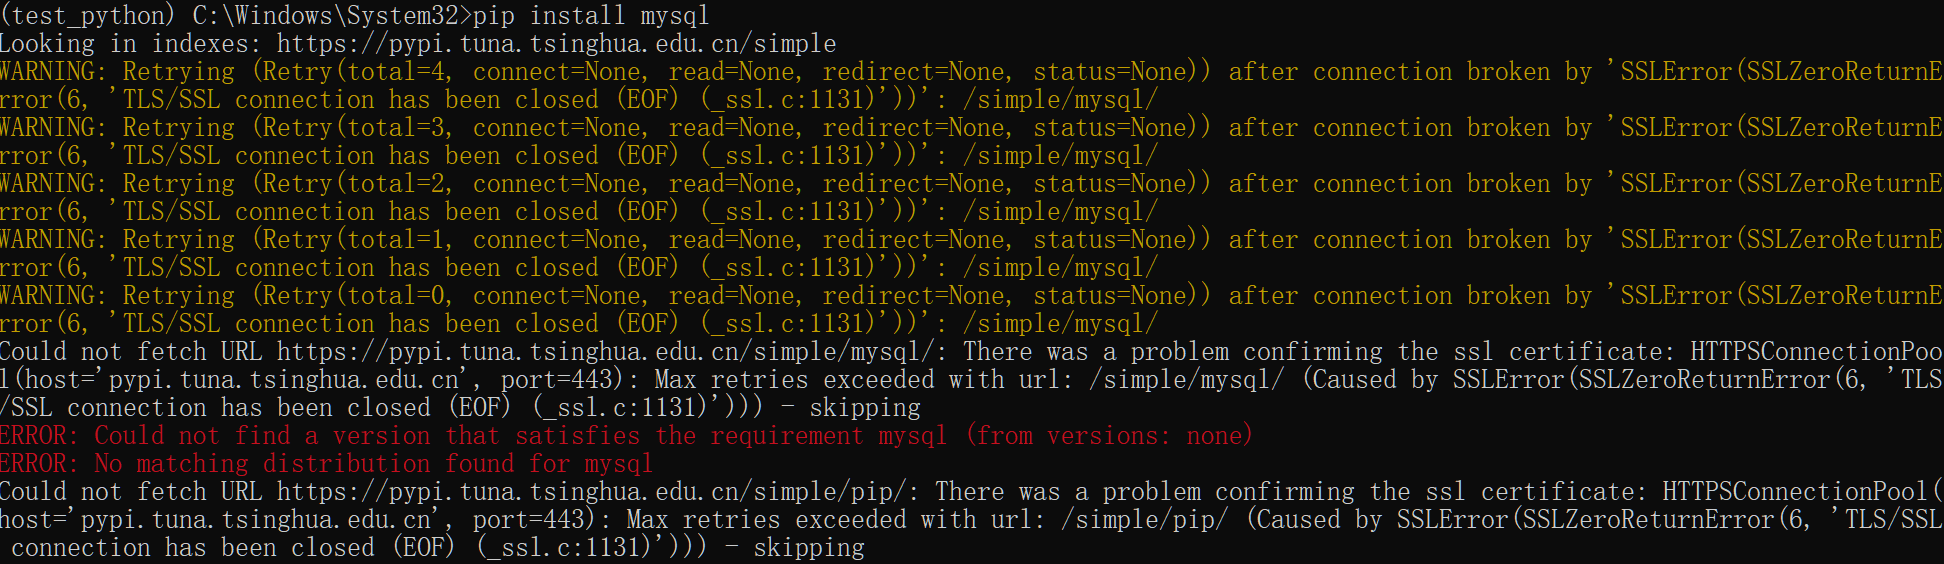 (test_python) C:\Windows\System32>pip install mysql
Looking in indexes: https://pypi.tuna.tsinghua.edu.cn/simple
WARNING: Retrying (Retry(total=4, connect=None, read=None, redirect=None, status=None)) after connection broken by 'SSLError(SSLZeroReturnE
rror(6, 'TLS/SSL connection has been closed (EOF) (_ssl.c:1131)'))': /simple/mysql/
WARNING: Retrying (Retry(total=3, connect=None, read=None, redirect=None, status=None)) after connection broken by 'SSLError(SSLZeroReturnE
rror(6, 'TLS/SSL connection has been closed (EOF) (_ssl.c:1131)'))': /simple/mysql/
WARNING: Retrying (Retry(total=2, connect=None, read=None, redirect=None, status=None)) after connection broken by 'SSLError(SSLZeroReturnE
rror(6, 'TLS/SSL connection has been closed (EOF) (_ssl.c:1131)'))': /simple/mysql/
WARNING: Retrying (Retry(total=1, connect=None, read=None, redirect=None, status=None)) after connection broken by 'SSLError(SSLZeroReturnE
rror(6, 'TLS/SSL connection has been closed (EOF) (_ssl.c:1131)'))': /simple/mysql/
WARNING: Retrying (Retry(total=0, connect=None, read=None, redirect=None, status=None)) after connection broken by 'SSLError(SSLZeroReturnE
rror(6, 'TLS/SSL connection has been closed (EOF) (_ssl.c:1131)'))': /simple/mysql/
Could not fetch URL https://pypi.tuna.tsinghua.edu.cn/simple/mysql/: There was a problem confirming the ssl certificate: HTTPSConnectionPoo
l(host='pypi.tuna.tsinghua.edu.cn', port=443): Max retries exceeded with url: /simple/mysql/ (Caused by SSLError(SSLZeroReturnError(6, 'TLS
/SSL connection has been closed (EOF) (_ssl.c:1131)'))) - skipping
ERROR: Could not find a version that satisfies the requirement mysql (from versions: none)
ERROR: No matching distribution found for mysql
Could not fetch URL https://pypi.tuna.tsinghua.edu.cn/simple/pip/: There was a problem confirming the ssl certificate: HTTPSConnectionPool(
host='pypi.tuna.tsinghua.edu.cn', port=443): Max retries exceeded with url: /simple/pip/ (Caused by SSLError(SSLZeroReturnError(6, 'TLS/SSL
connection has been closed (EOF) (_ssl.c:1131)'))) - skipping